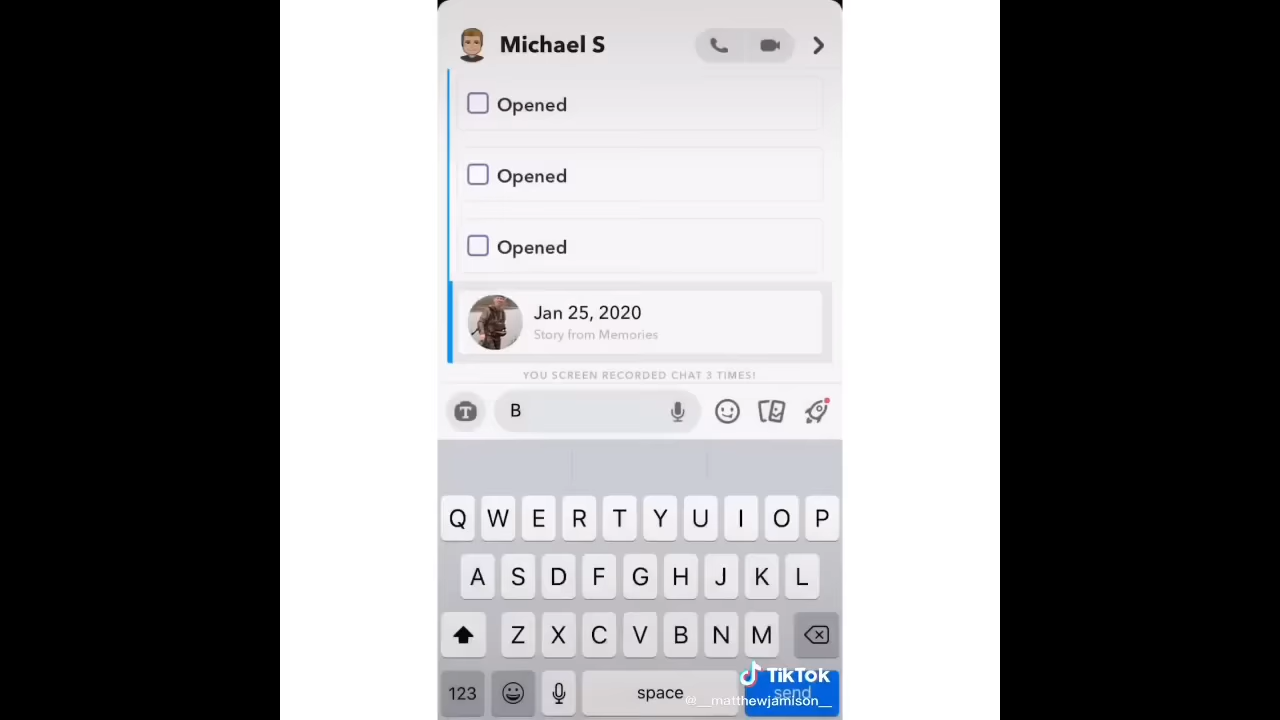 Michael S
Opened
Opened
Opened
Jan 25, 2020
Story from Memories
YOU SCREEN RECORDED CHAT 3 TIMES!
T
B
Q W E R T Y U I O P
A S D F G H J K L
Z X C V B N M
TikTok
123 space send
@__matthewjamison__